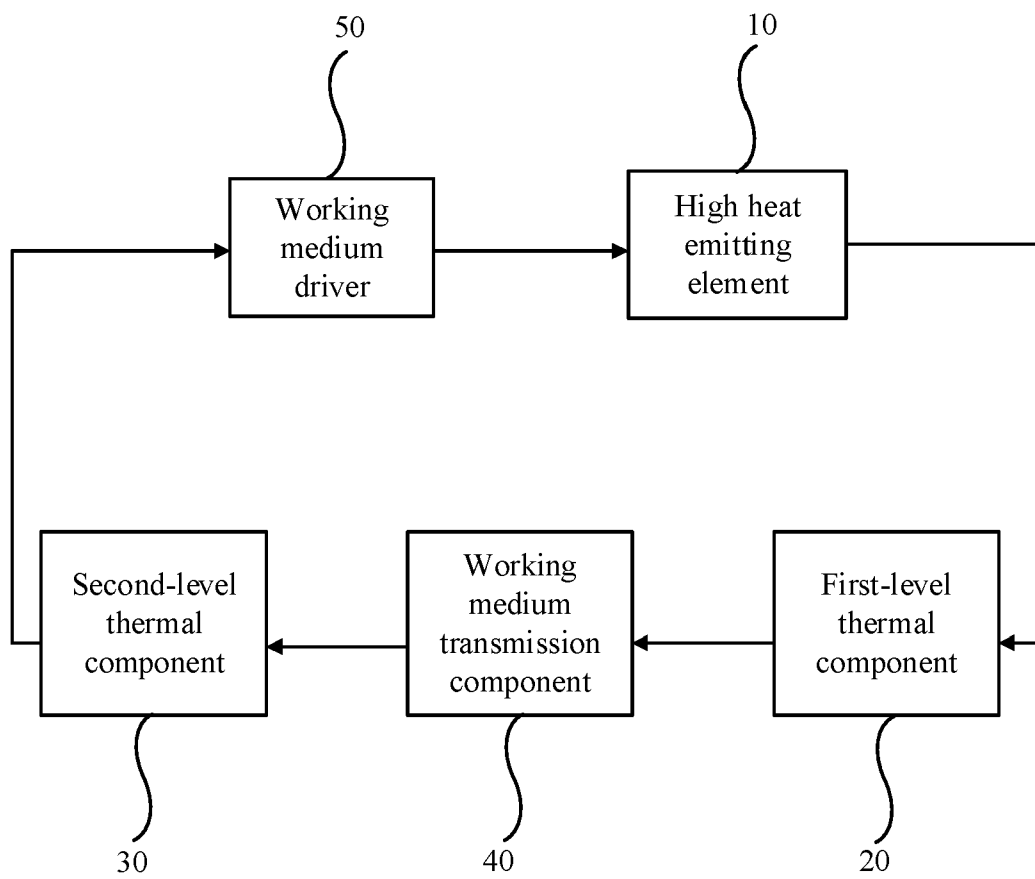 50
10
Working
medium
driver
High heat
emitting
element
Second-level
thermal
component
Working
medium
transmission
component
First-level
thermal
component
30
40
20